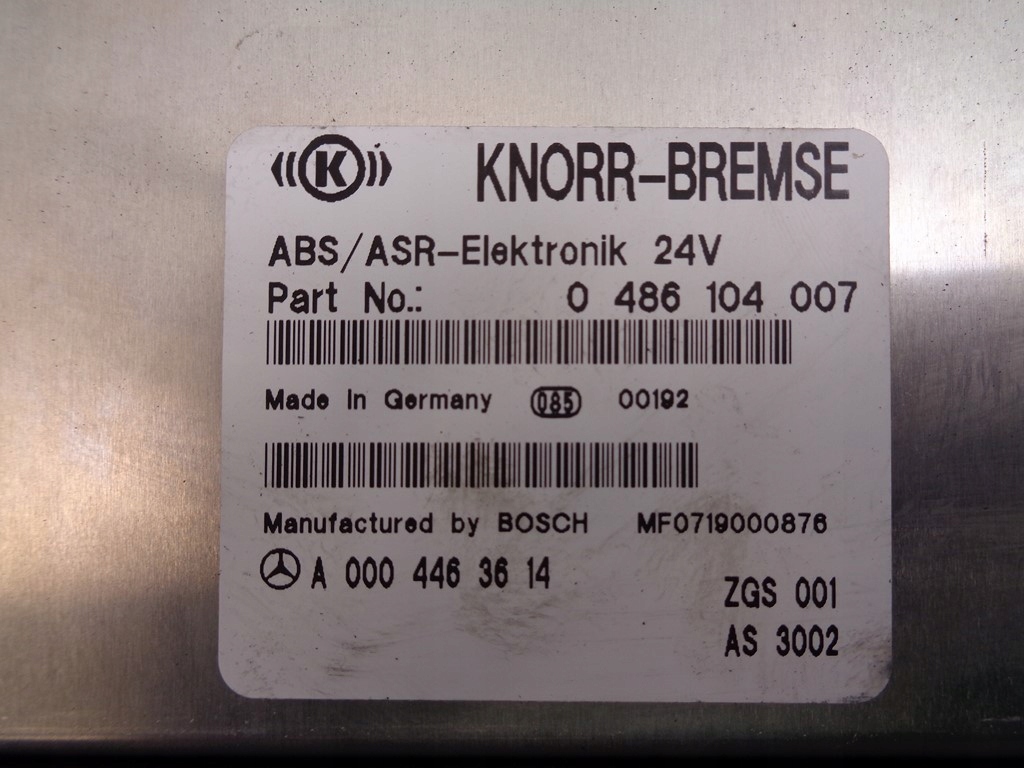 K KNORR-BREMSE
ABS/ASR-Elektronik 24V
Part No.: 0 486 104 007
Made In Germany 085 00192
Manufactured by BOSCH MF0719000876
A 000 446 36 14
ZGS 001
AS 3002